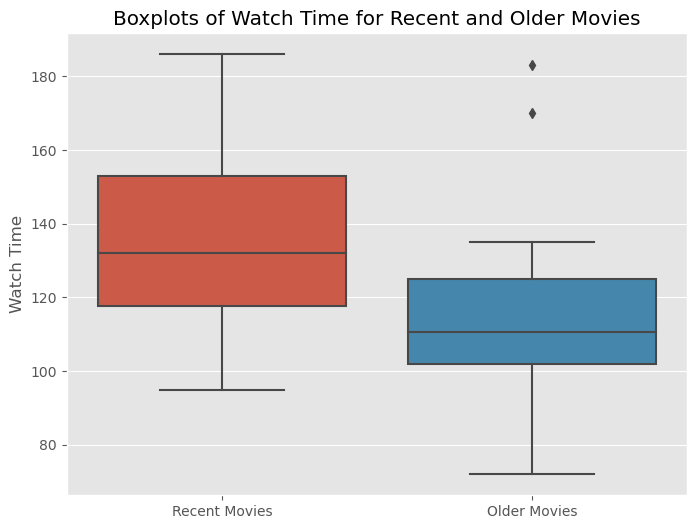 Boxplots of Watch Time for Recent and Older Movies
Watch Time
180
160
140
120
100
80
Recent Movies
Older Movies